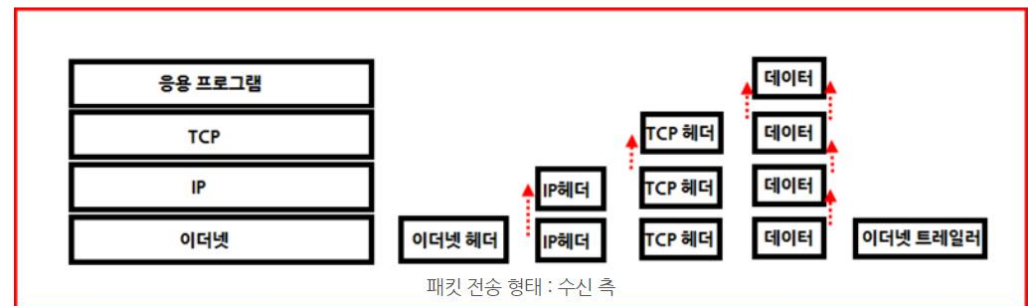 응용 프로그램 데이터
TCP TCP 헤더 데이터
IP IP헤더 TCP 헤더 데이터
이더넷 이더넷 헤더 IP헤더 TCP 헤더 데이터 이더넷 트레일러
패킷 전송 형태 : 수신 측